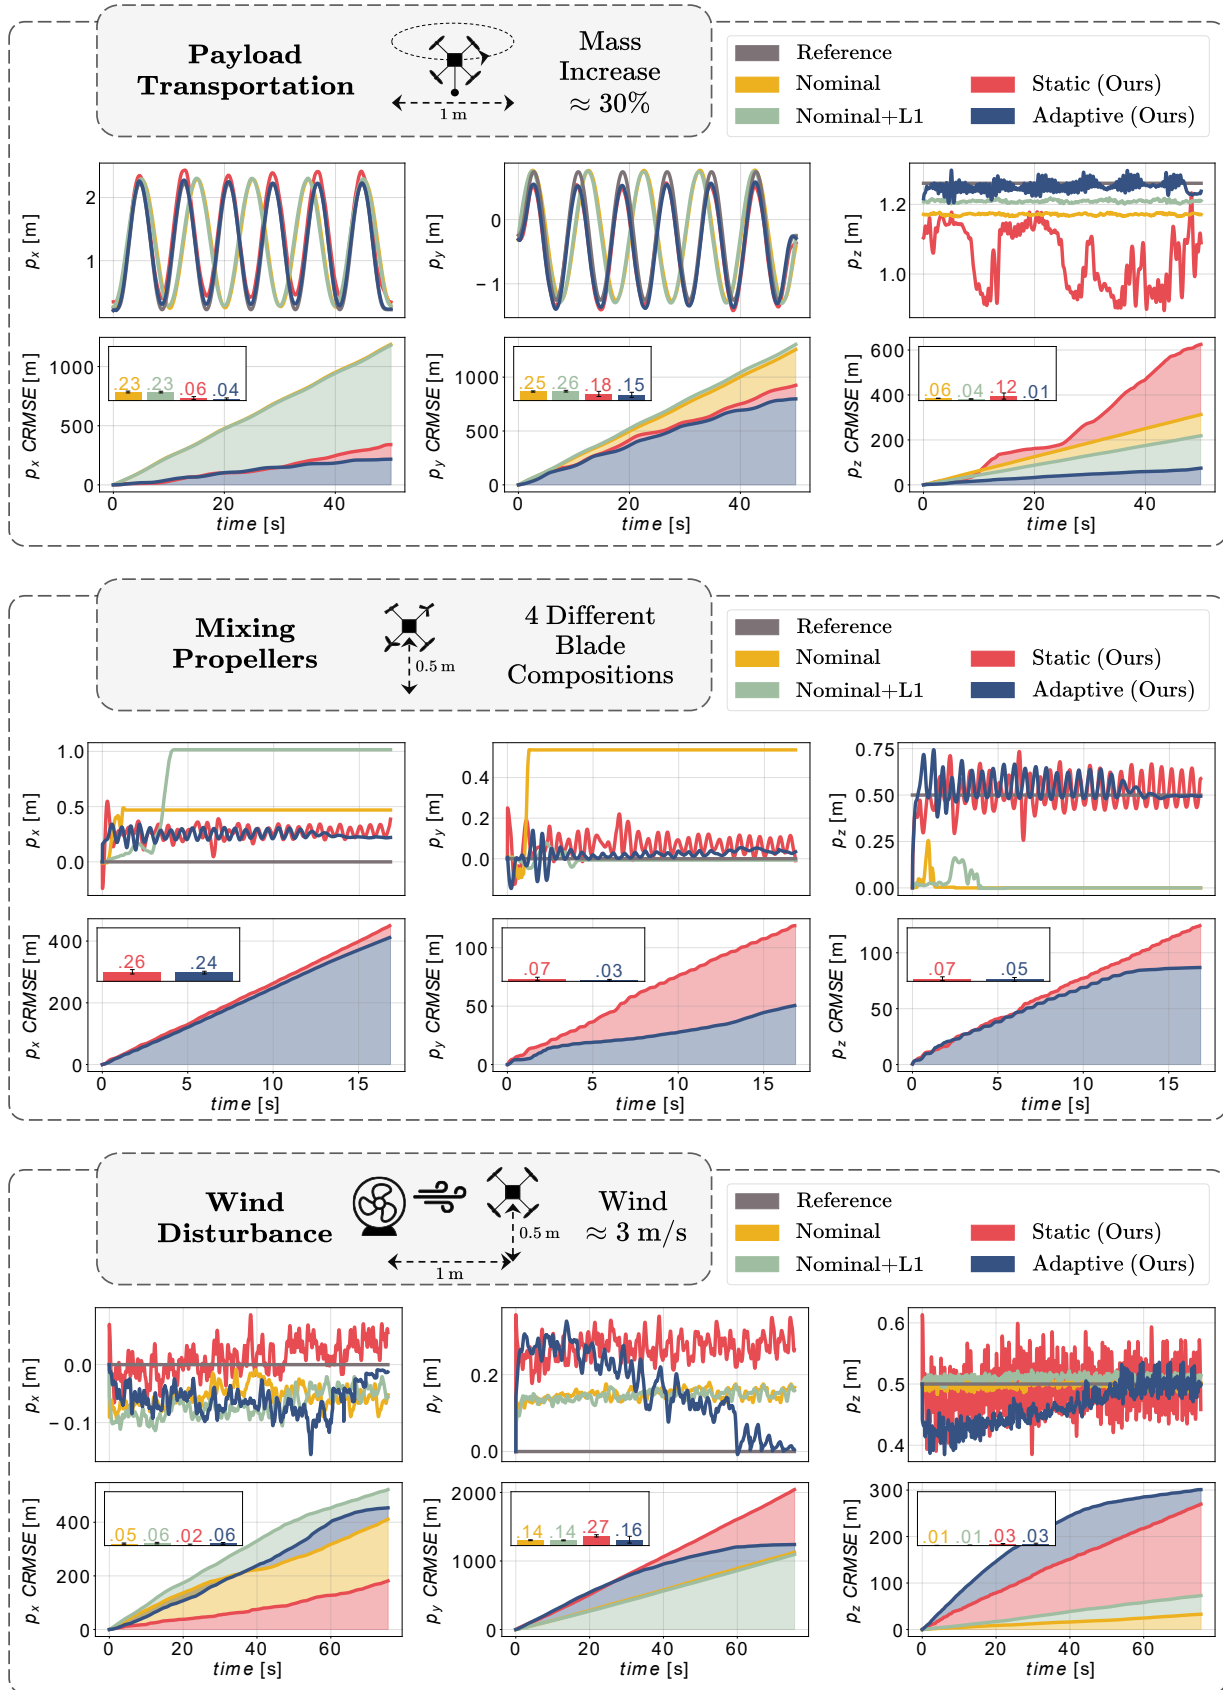 Payload
Transportation
1 m
Mass
Increase
≈ 30%
Reference
Nominal
Static (Ours)
Nominal+L1
Adaptive (Ours)
2
1
p_x [m]
0
−1
p_y [m]
1.2
1.0
p_z [m]
1000
500
0
p_x CRMSE [m]
.23 .23 .06 .04
0 20 40
time [s]
1000
500
0
p_y CRMSE [m]
.25 .26 .18 .15
0 20 40
time [s]
600
400
200
0
p_z CRMSE [m]
.06 .04 .12 .01
0 20 40
time [s]
Mixing
Propellers
0.5 m
4 Different
Blade
Compositions
Reference
Nominal
Static (Ours)
Nominal+L1
Adaptive (Ours)
1.0
0.5
0.0
p_x [m]
0.4
0.2
0.0
p_y [m]
0.75
0.50
0.25
0.00
p_z [m]
400
200
0
p_x CRMSE [m]
.26 .24
0 5 10 15
time [s]
100
50
0
p_y CRMSE [m]
.07 .03
0 5 10 15
time [s]
100
50
0
p_z CRMSE [m]
.07 .05
0 5 10 15
time [s]
Wind
Disturbance
1 m
0.5 m
Wind
≈ 3 m/s
Reference
Nominal
Static (Ours)
Nominal+L1
Adaptive (Ours)
0.0
−0.1
p_x [m]
0.2
0.0
p_y [m]
0.6
0.5
0.4
p_z [m]
400
200
0
p_x CRMSE [m]
.05 .06 .02 .06
0 20 40 60
time [s]
2000
1000
0
p_y CRMSE [m]
.14 .14 .27 .16
0 20 40 60
time [s]
300
200
100
0
p_z CRMSE [m]
.01 .01 .03 .03
0 20 40 60
time [s]